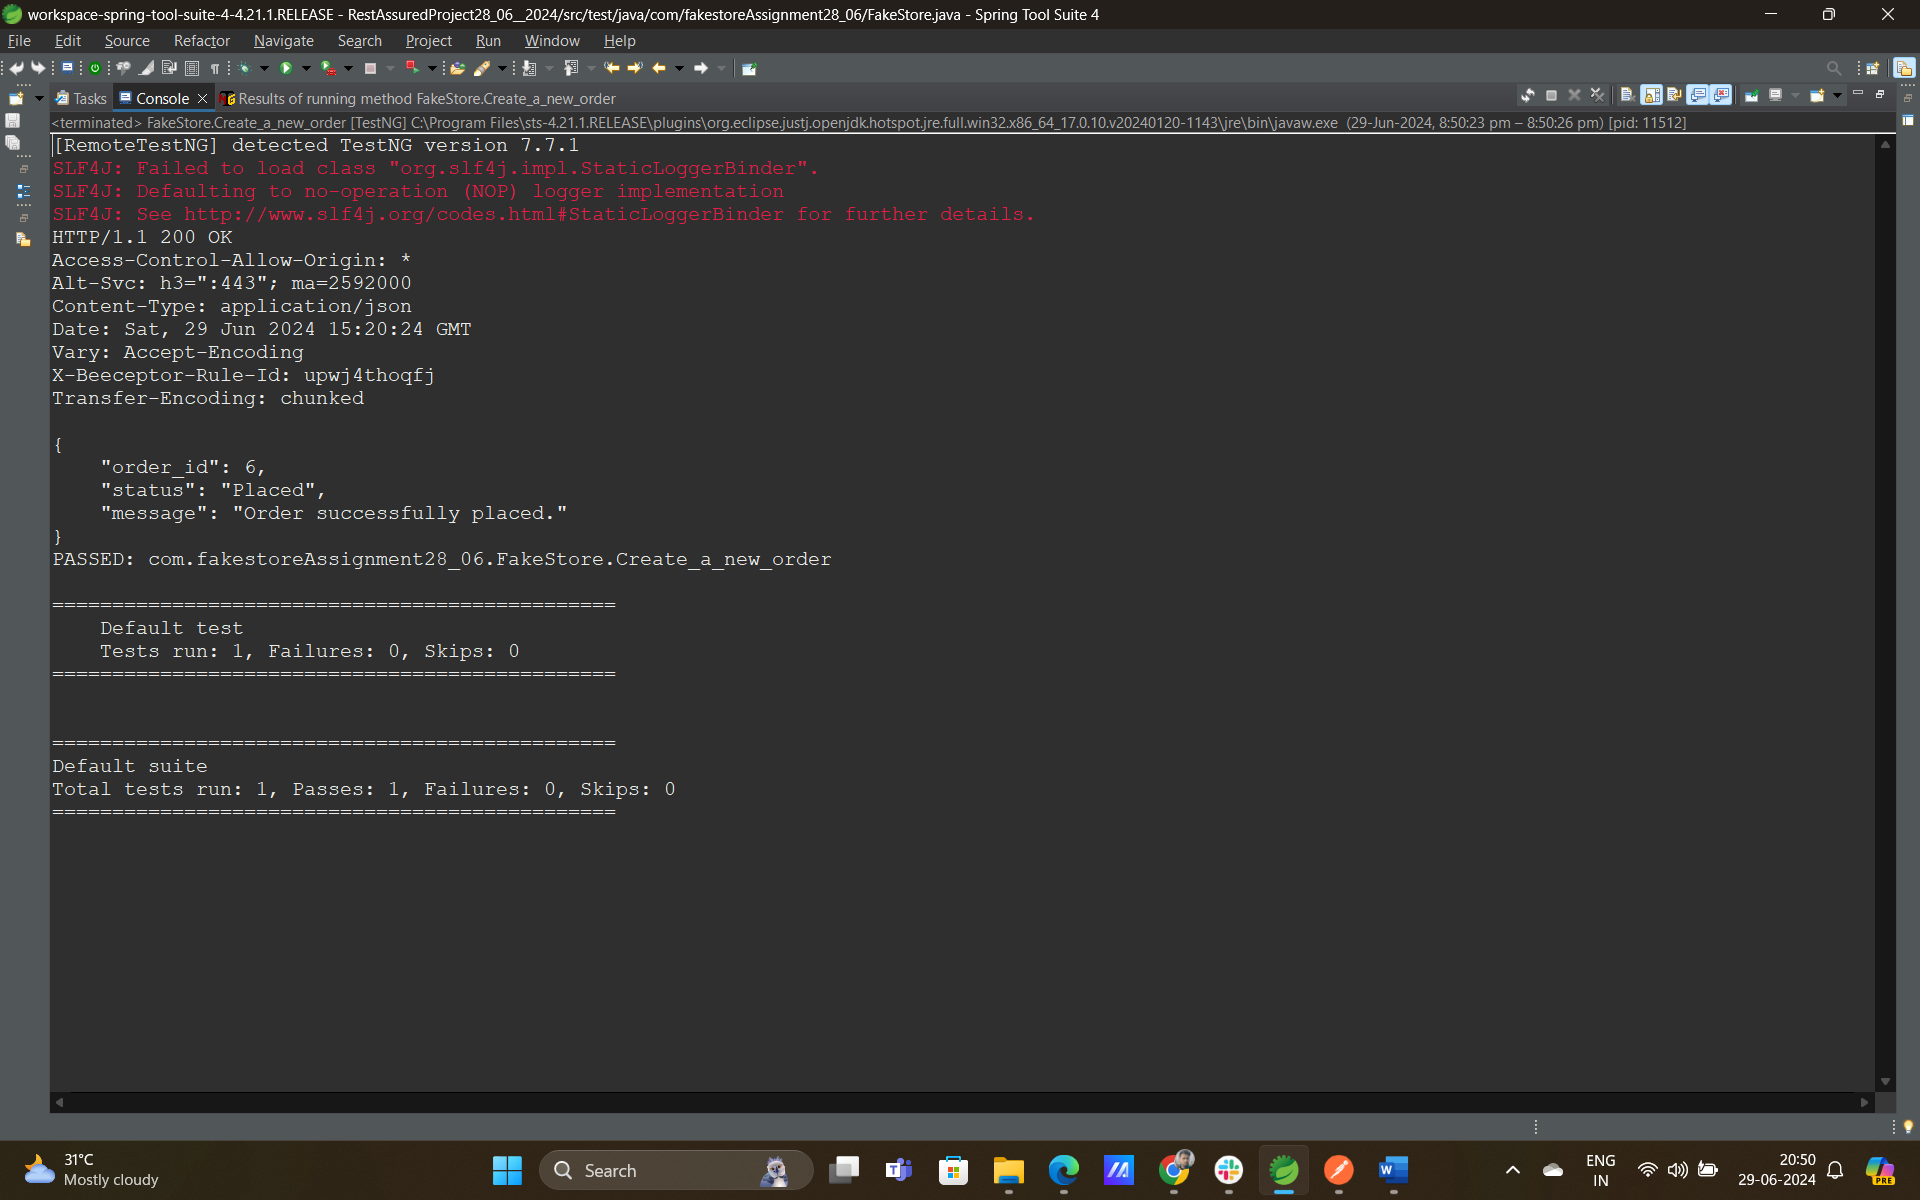 workspace-spring-tool-suite-4-4.21.1.RELEASE - RestAssuredProject28_06__2024/src/test/java/com/fakestoreAssignment28_06/FakeStore.java - Spring Tool Suite 4
File Edit Source Refactor Navigate Search Project Run Window Help
Tasks Console Results of running method FakeStore.Create_a_new_order
<terminated> FakeStore.Create_a_new_order [TestNG] C:\Program Files\sts-4.21.1.RELEASE\plugins\org.eclipse.justj.openjdk.hotspot.jre.full.win32.x86_64_17.0.10.v20240120-1143\jre\bin\javaw.exe (29-Jun-2024, 8:50:23 pm – 8:50:26 pm) [pid: 11512]
[RemoteTestNG] detected TestNG version 7.7.1
SLF4J: Failed to load class "org.slf4j.impl.StaticLoggerBinder".
SLF4J: Defaulting to no-operation (NOP) logger implementation
SLF4J: See http://www.slf4j.org/codes.html#StaticLoggerBinder for further details.
HTTP/1.1 200 OK
Access-Control-Allow-Origin: *
Alt-Svc: h3=":443"; ma=2592000
Content-Type: application/json
Date: Sat, 29 Jun 2024 15:20:24 GMT
Vary: Accept-Encoding
X-Beeceptor-Rule-Id: upwj4thoqfj
Transfer-Encoding: chunked
{
    "order_id": 6,
    "status": "Placed",
    "message": "Order successfully placed."
}
PASSED: com.fakestoreAssignment28_06.FakeStore.Create_a_new_order
===============================================
    Default test
    Tests run: 1, Failures: 0, Skips: 0
===============================================
===============================================
Default suite
Total tests run: 1, Passes: 1, Failures: 0, Skips: 0
===============================================
31°C
Mostly cloudy
Search
ENG
IN
20:50
29-06-2024
PRE